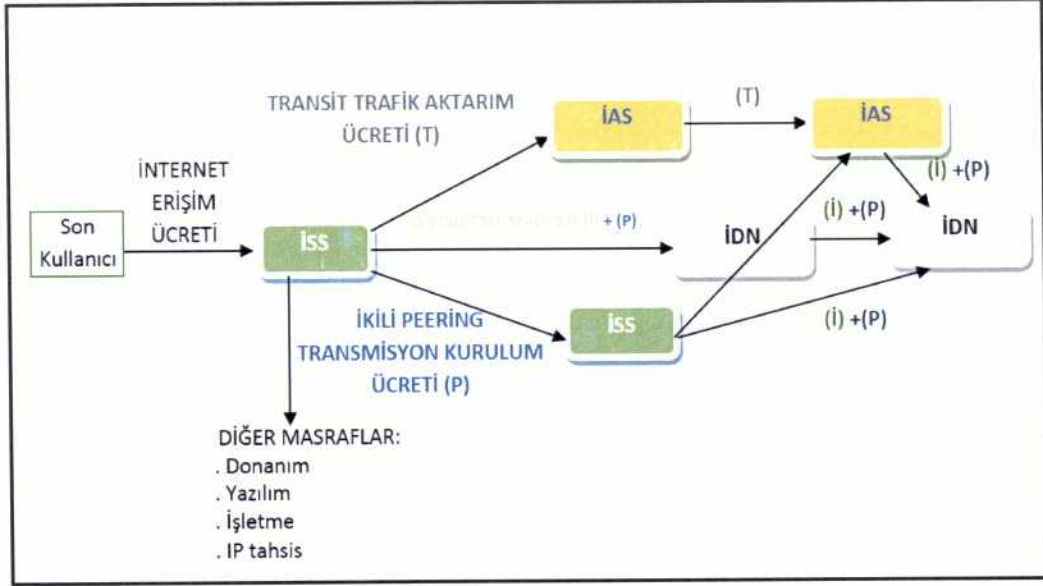 TRANSİT TRAFİK AKTARIM
ÜCRETİ (T)
İAS
(T)
İAS
(İ) +(P)
İNTERNET
ERİŞİM
ÜCRETİ
Son
Kullanıcı
İSS
+ (P)
İDN
(İ) +(P)
İDN
İKİLİ PEERING
TRANSMİSYON KURULUM
ÜCRETİ (P)
İSS
(İ) +(P)
DİĞER MASRAFLAR:
. Donanım
. Yazılım
. İşletme
. IP tahsis